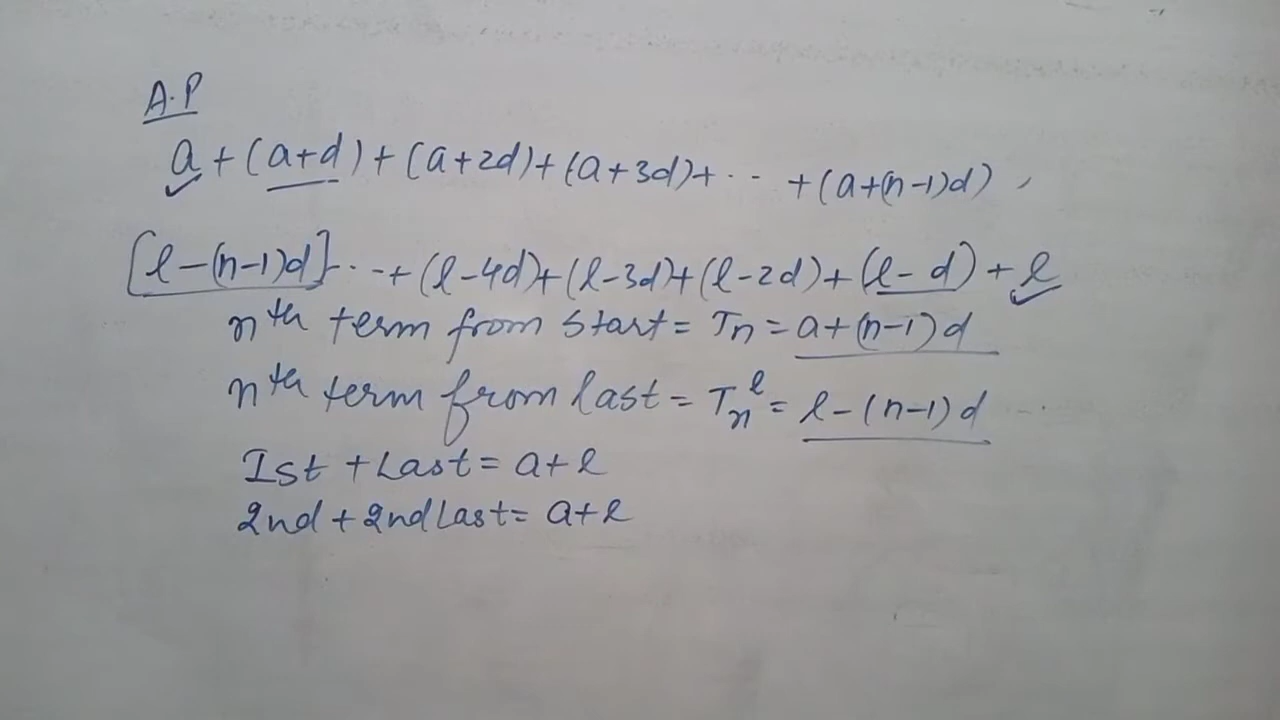 A.P
a + (a+d) + (a+2d) + (a+3d) + ... + (a+(n-1)d) ,
[l-(n-1)d] ... + (l-4d) + (l-3d) + (l-2d) + (l-d) + l
nth term from start = Tn = a+(n-1)d
nth term from last = Tnˡ = l-(n-1)d
Ist + Last = a+l
2nd + 2nd Last = a+l